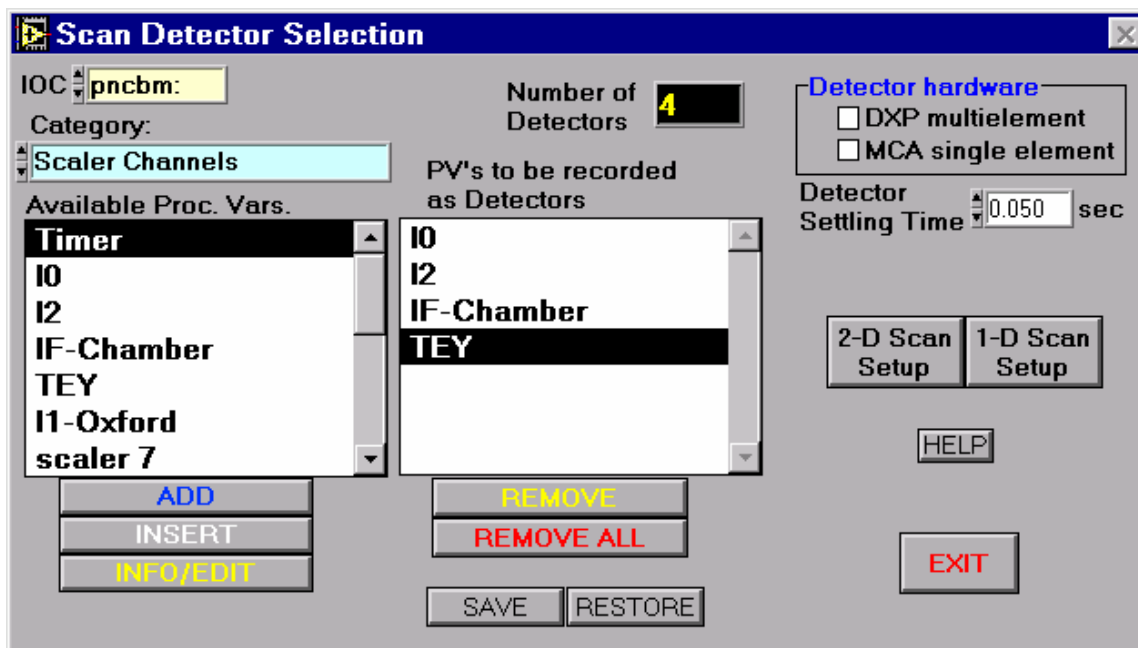 Scan Detector Selection
IOC pncbm:
Category:
Scaler Channels
Available Proc. Vars.
Timer
I0
I2
IF-Chamber
TEY
I1-Oxford
scaler 7
ADD
INSERT
INFO/EDIT
Number of
Detectors
4
PV's to be recorded
as Detectors
I0
I2
IF-Chamber
TEY
REMOVE
REMOVE ALL
SAVE
RESTORE
Detector hardware
DXP multielement
MCA single element
Detector
Settling Time 0.050 sec
2-D Scan
Setup
1-D Scan
Setup
HELP
EXIT